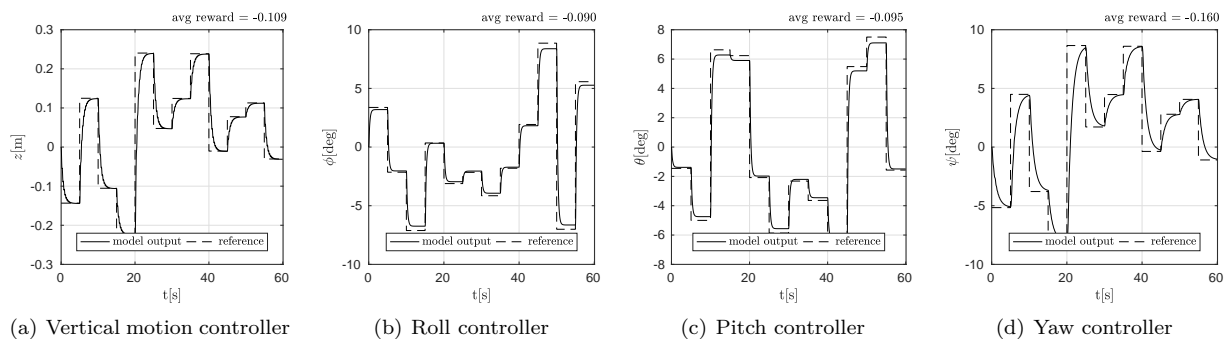 avg reward = -0.109
0.3
0.2
0.1
0
-0.1
-0.2
-0.3
z[m]
model output
reference
0 20 40 60
t[s]
(a) Vertical motion controller
avg reward = -0.090
10
5
0
-5
-10
ϕ[deg]
model output
reference
0 20 40 60
t[s]
(b) Roll controller
avg reward = -0.095
8
6
4
2
0
-2
-4
-6
-8
θ[deg]
model output
reference
0 20 40 60
t[s]
(c) Pitch controller
avg reward = -0.160
10
5
0
-5
-10
ψ[deg]
model output
reference
0 20 40 60
t[s]
(d) Yaw controller